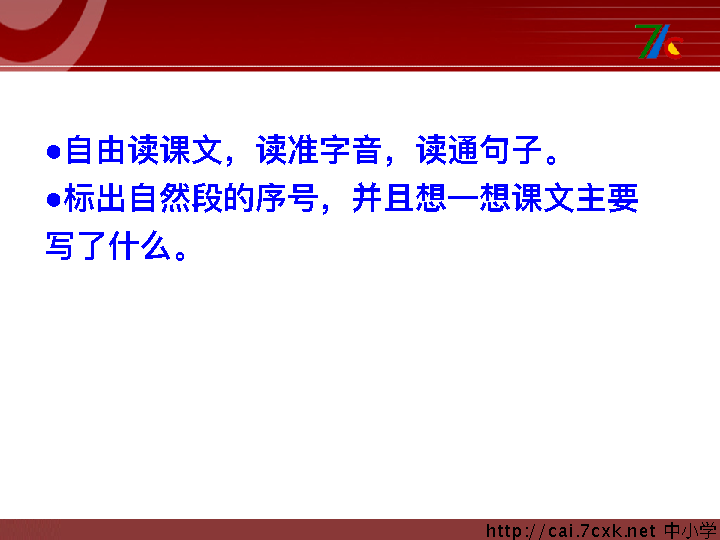 7c
●自由读课文，读准字音，读通句子。
●标出自然段的序号，并且想一想课文主要
写了什么。
http://cai.7cxk.net 中小学